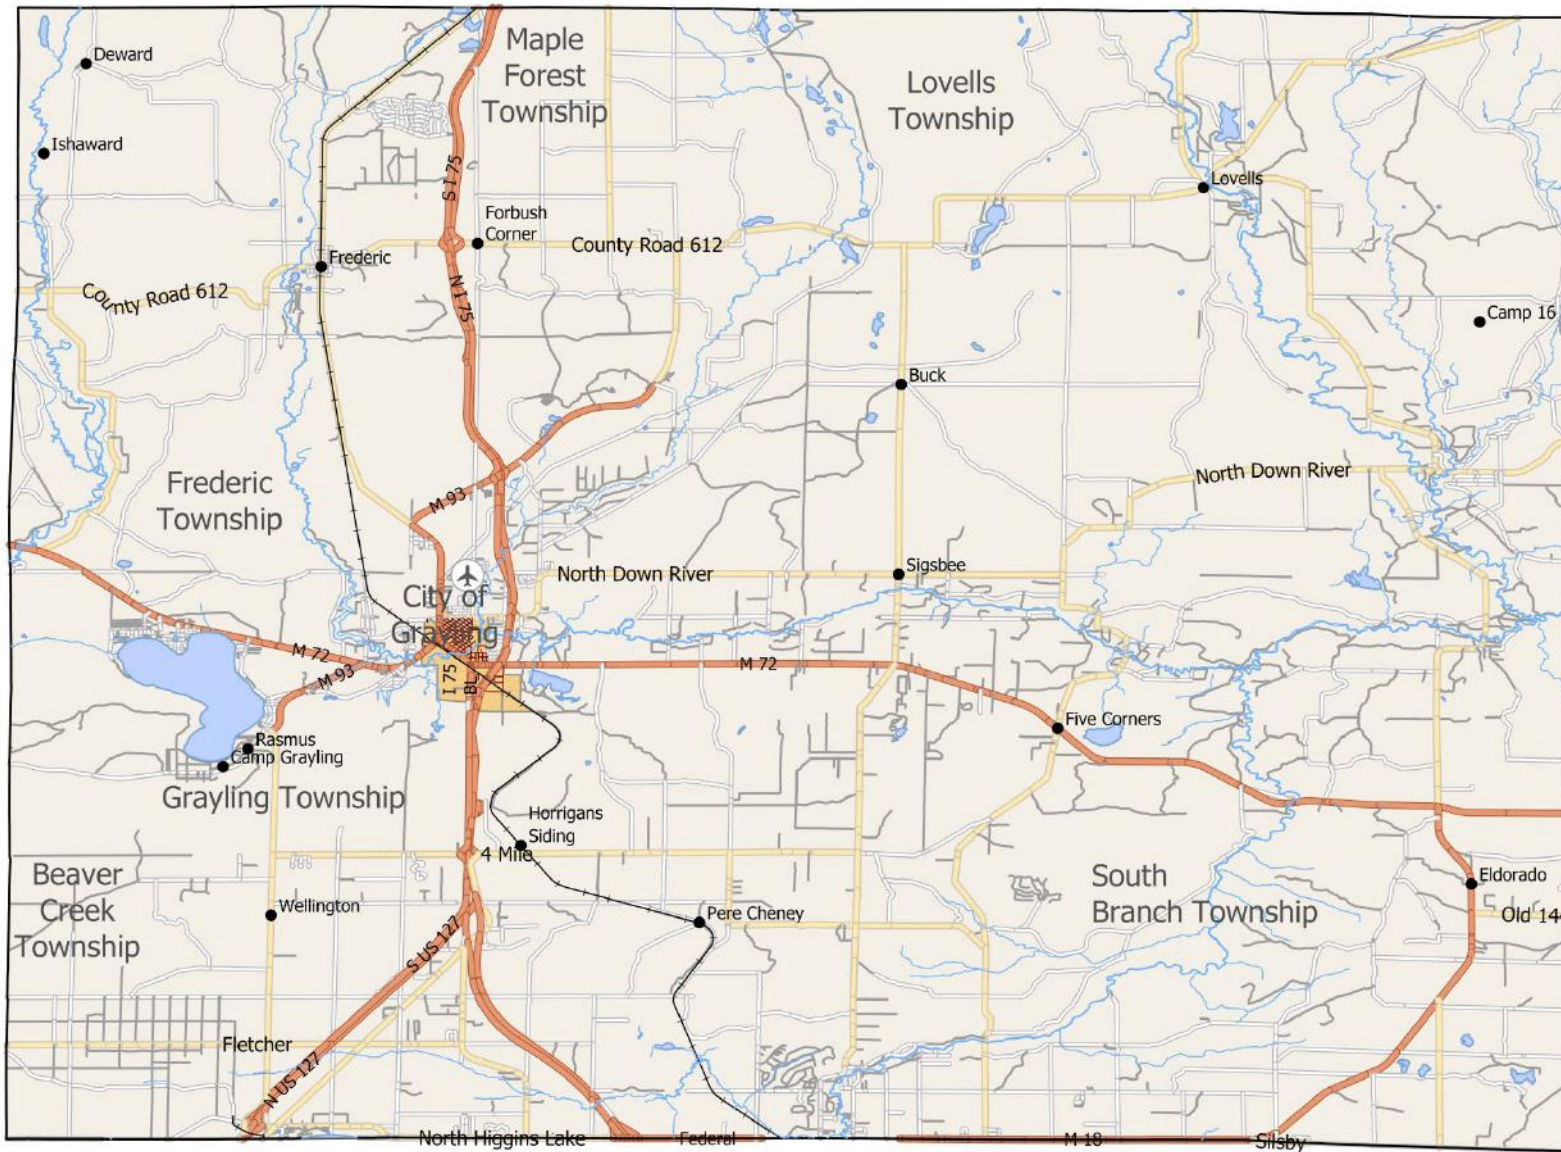 Deward
Maple
Forest
Township
Lovells
Township
Ishaward
S I 75
Lovells
Forbush
Corner
County Road 612
Frederic
N I 75
County Road 612
Camp 16
Buck
North Down River
Frederic
Township
M 93
North Down River
Sigsbee
City of
Grayling
M 72
M 93
I 75
BL
M 72
Five Corners
Rasmus
Camp Grayling
Grayling Township
Horrigans
Siding
4 Mile
Beaver
Creek
Township
South
Branch Township
Eldorado
Wellington
Pere Cheney
Old 144
S US 127
Fletcher
N US 127
North Higgins Lake
Federal
M 18
Silsby